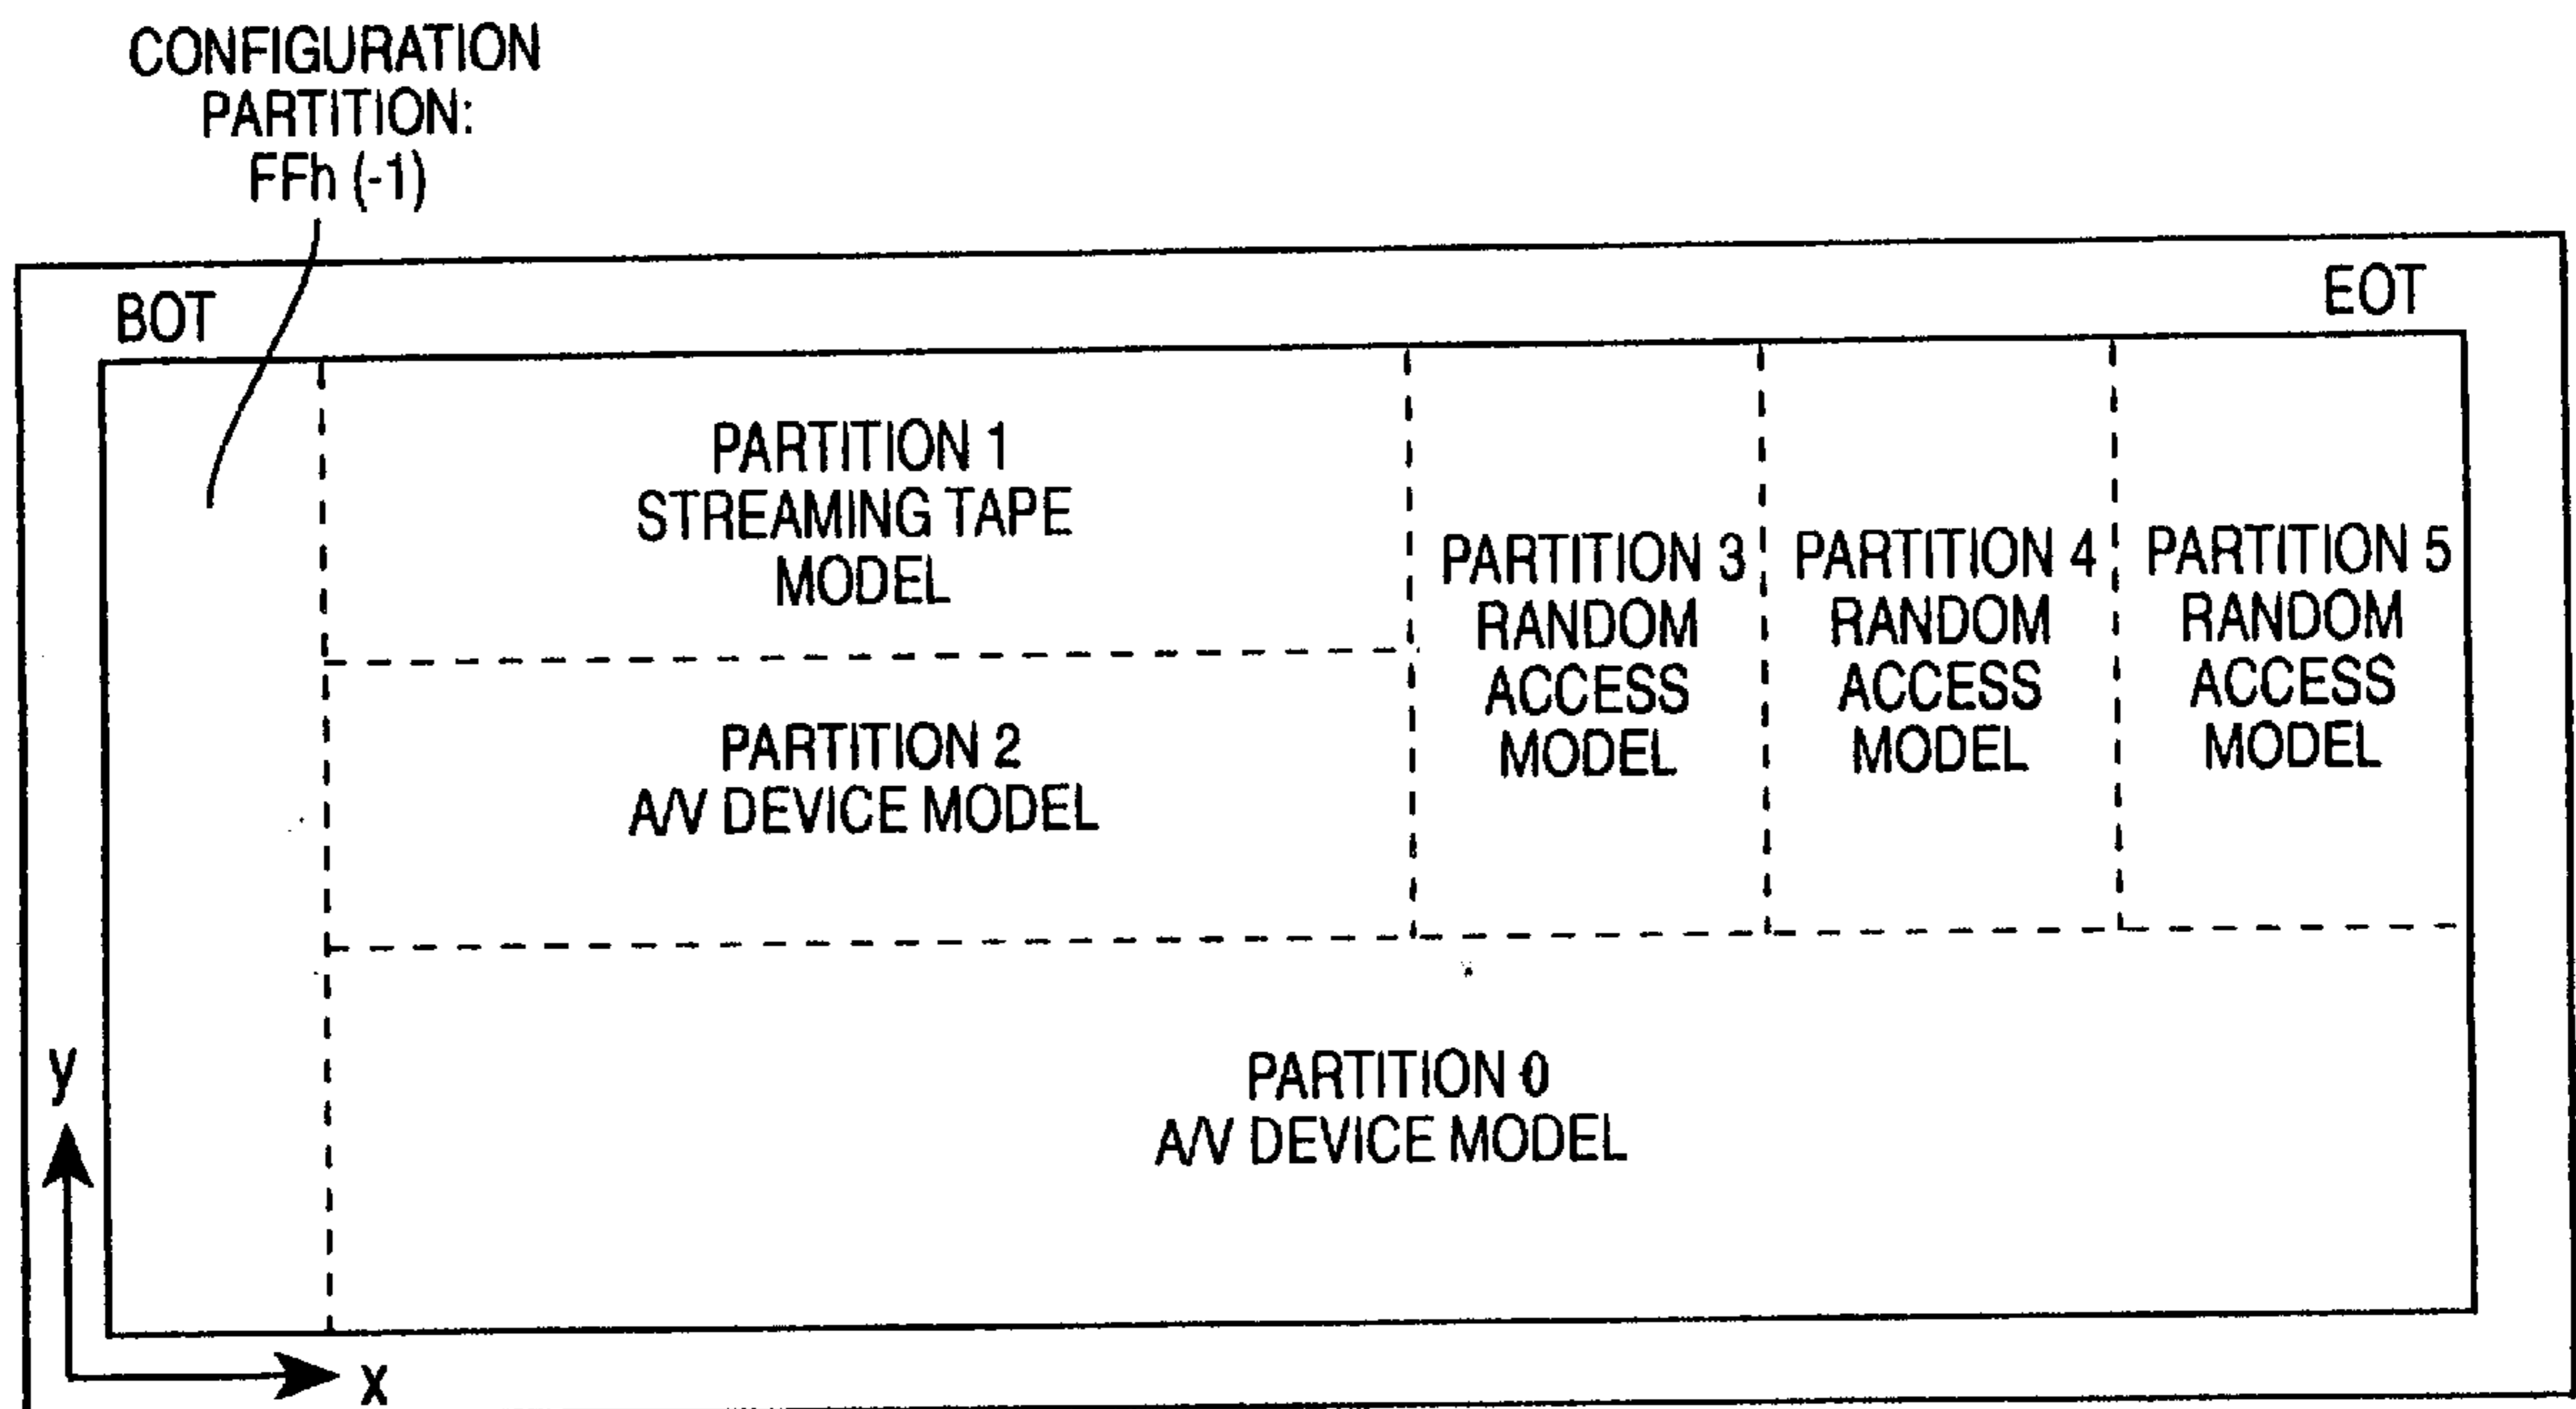 CONFIGURATION
PARTITION:
FFh (-1)
BOT
EOT
PARTITION 1
STREAMING TAPE
MODEL
PARTITION 2
A/V DEVICE MODEL
PARTITION 3
RANDOM
ACCESS
MODEL
PARTITION 4
RANDOM
ACCESS
MODEL
PARTITION 5
RANDOM
ACCESS
MODEL
PARTITION 0
A/V DEVICE MODEL
y
x